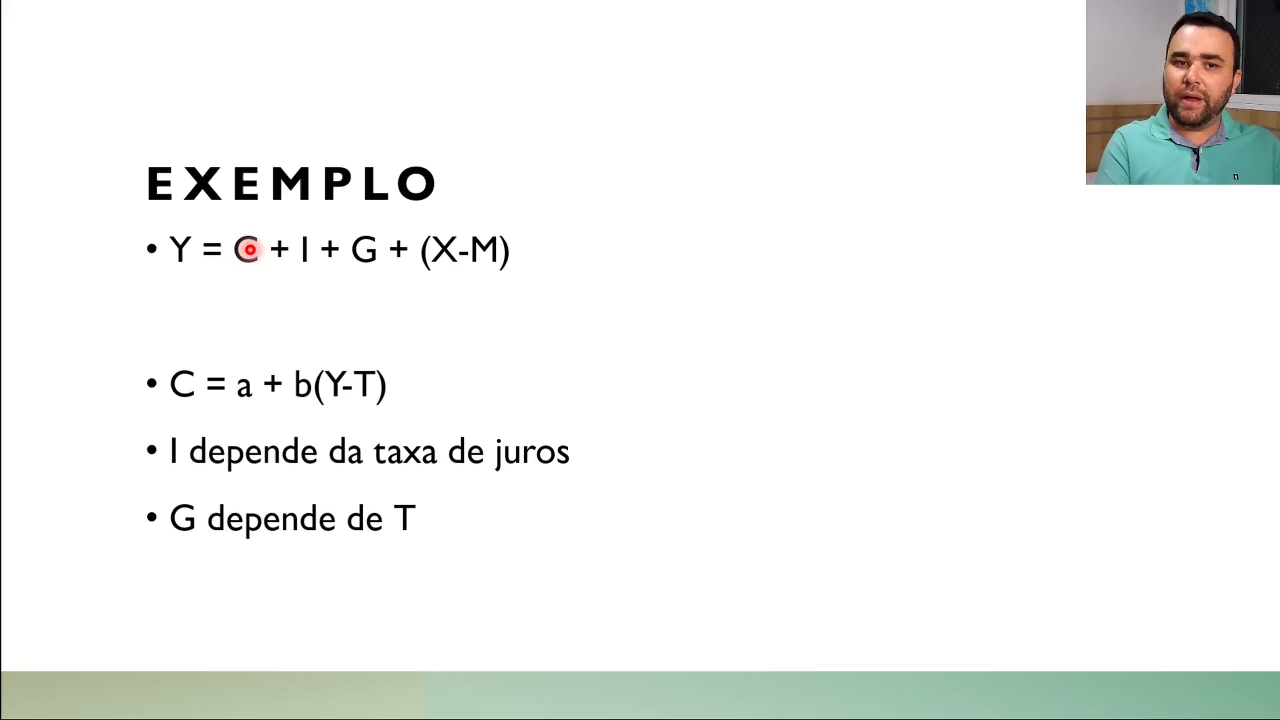 EXEMPLO
• Y = C + I + G + (X-M)
• C = a + b(Y-T)
• I depende da taxa de juros
• G depende de T